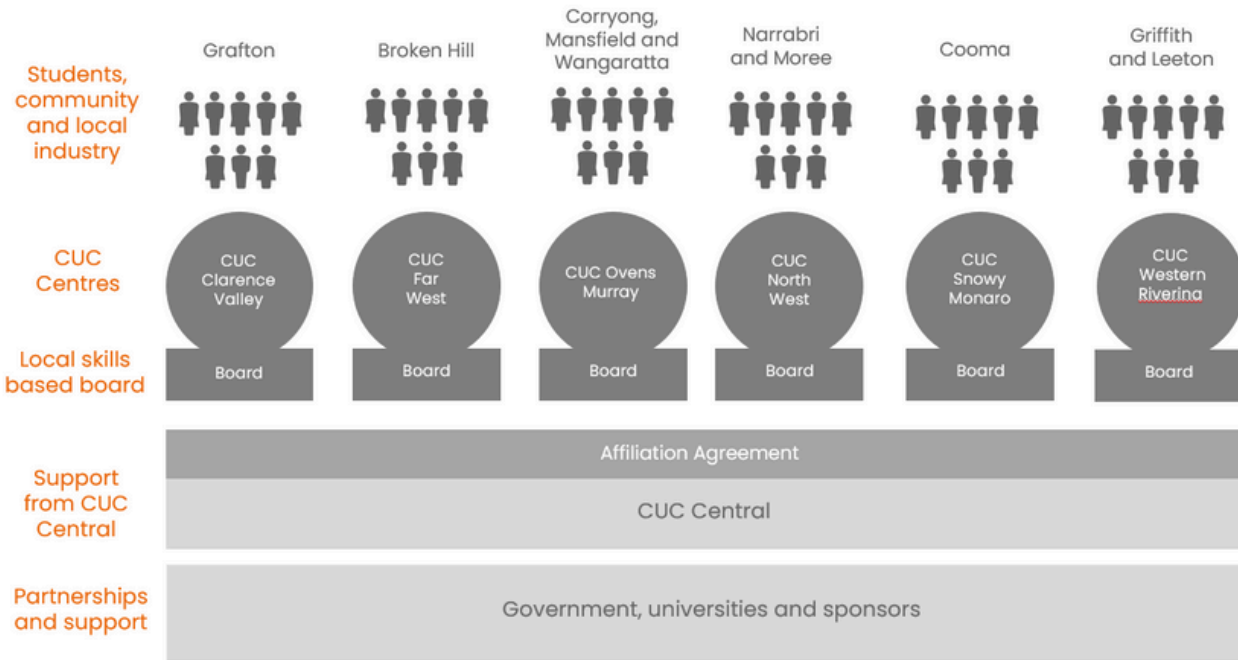 Students,
community
and local
industry
Grafton
Broken Hill
Corryong,
Mansfield and
Wangaratta
Narrabri
and Moree
Cooma
Griffith
and Leeton
CUC
Centres
CUC
Clarence
Valley
CUC
Far
West
CUC Ovens
Murray
CUC
North
West
CUC
Snowy
Monaro
CUC
Western
Riverina
Local skills
based board
Board
Board
Board
Board
Board
Board
Support
from CUC
Central
Affiliation Agreement
CUC Central
Partnerships
and support
Government, universities and sponsors